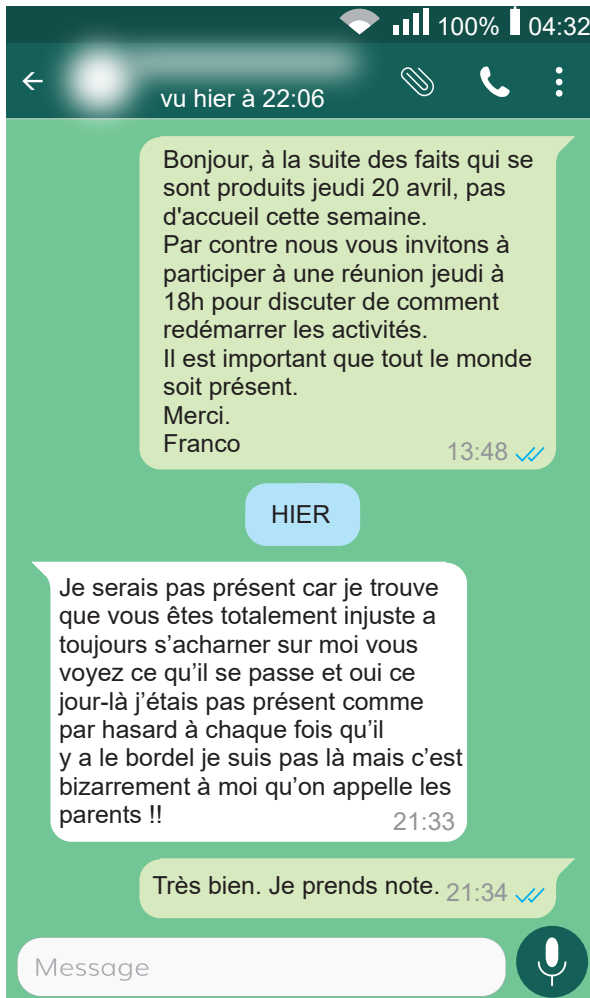 100% 04:32
vu hier à 22:06
Bonjour, à la suite des faits qui se
sont produits jeudi 20 avril, pas
d'accueil cette semaine.
Par contre nous vous invitons à
participer à une réunion jeudi à
18h pour discuter de comment
redémarrer les activités.
Il est important que tout le monde
soit présent.
Merci.
Franco
13:48
HIER
Je serais pas présent car je trouve
que vous êtes totalement injuste a
toujours s’acharner sur moi vous
voyez ce qu’il se passe et oui ce
jour-là j’étais pas présent comme
par hasard à chaque fois qu’il
y a le bordel je suis pas là mais c’est
bizarrement à moi qu’on appelle les
parents !!
21:33
Très bien. Je prends note. 21:34
Message